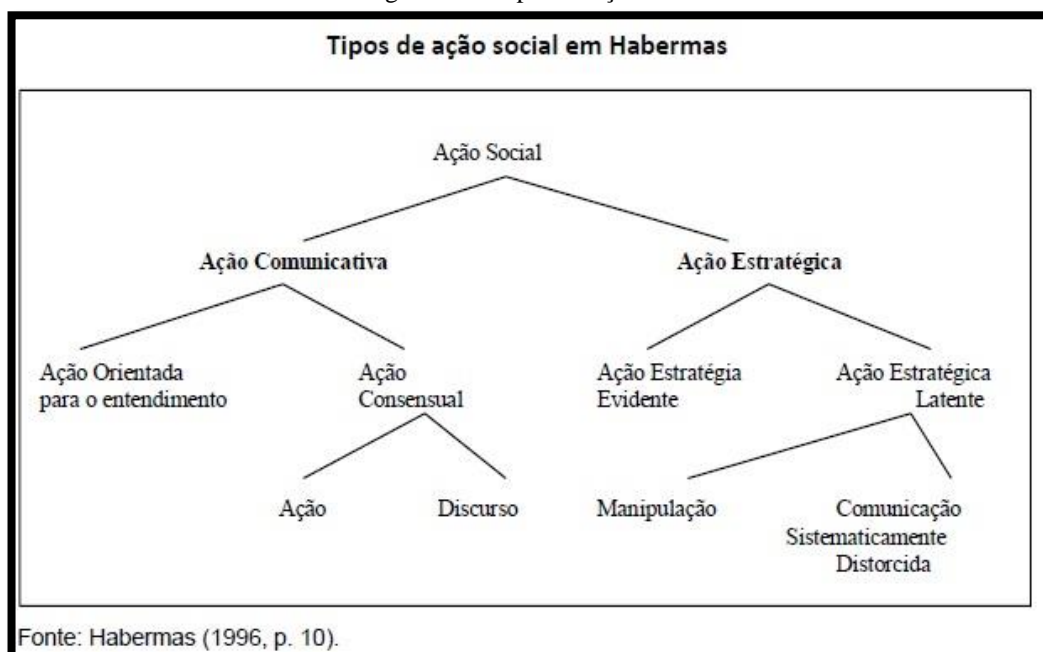 Tipos de ação social em Habermas
Ação Social
Ação Comunicativa
Ação Estratégica
Ação Orientada
para o entendimento
Ação
Consensual
Ação Estratégia
Evidente
Ação Estratégica
Latente
Ação
Discurso
Manipulação
Comunicação
Sistematicamente
Distorcida
Fonte: Habermas (1996, p. 10).